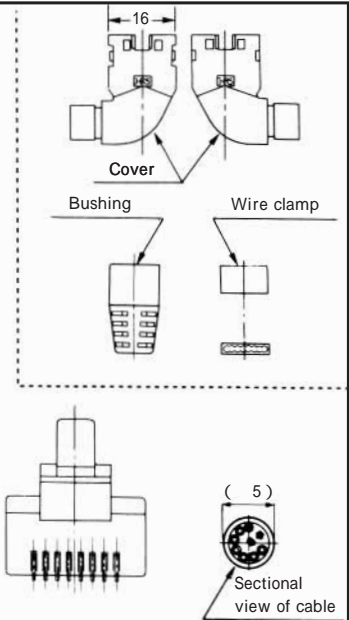 16
Cover
Bushing Wire clamp
( 5)
Sectional
view of cable